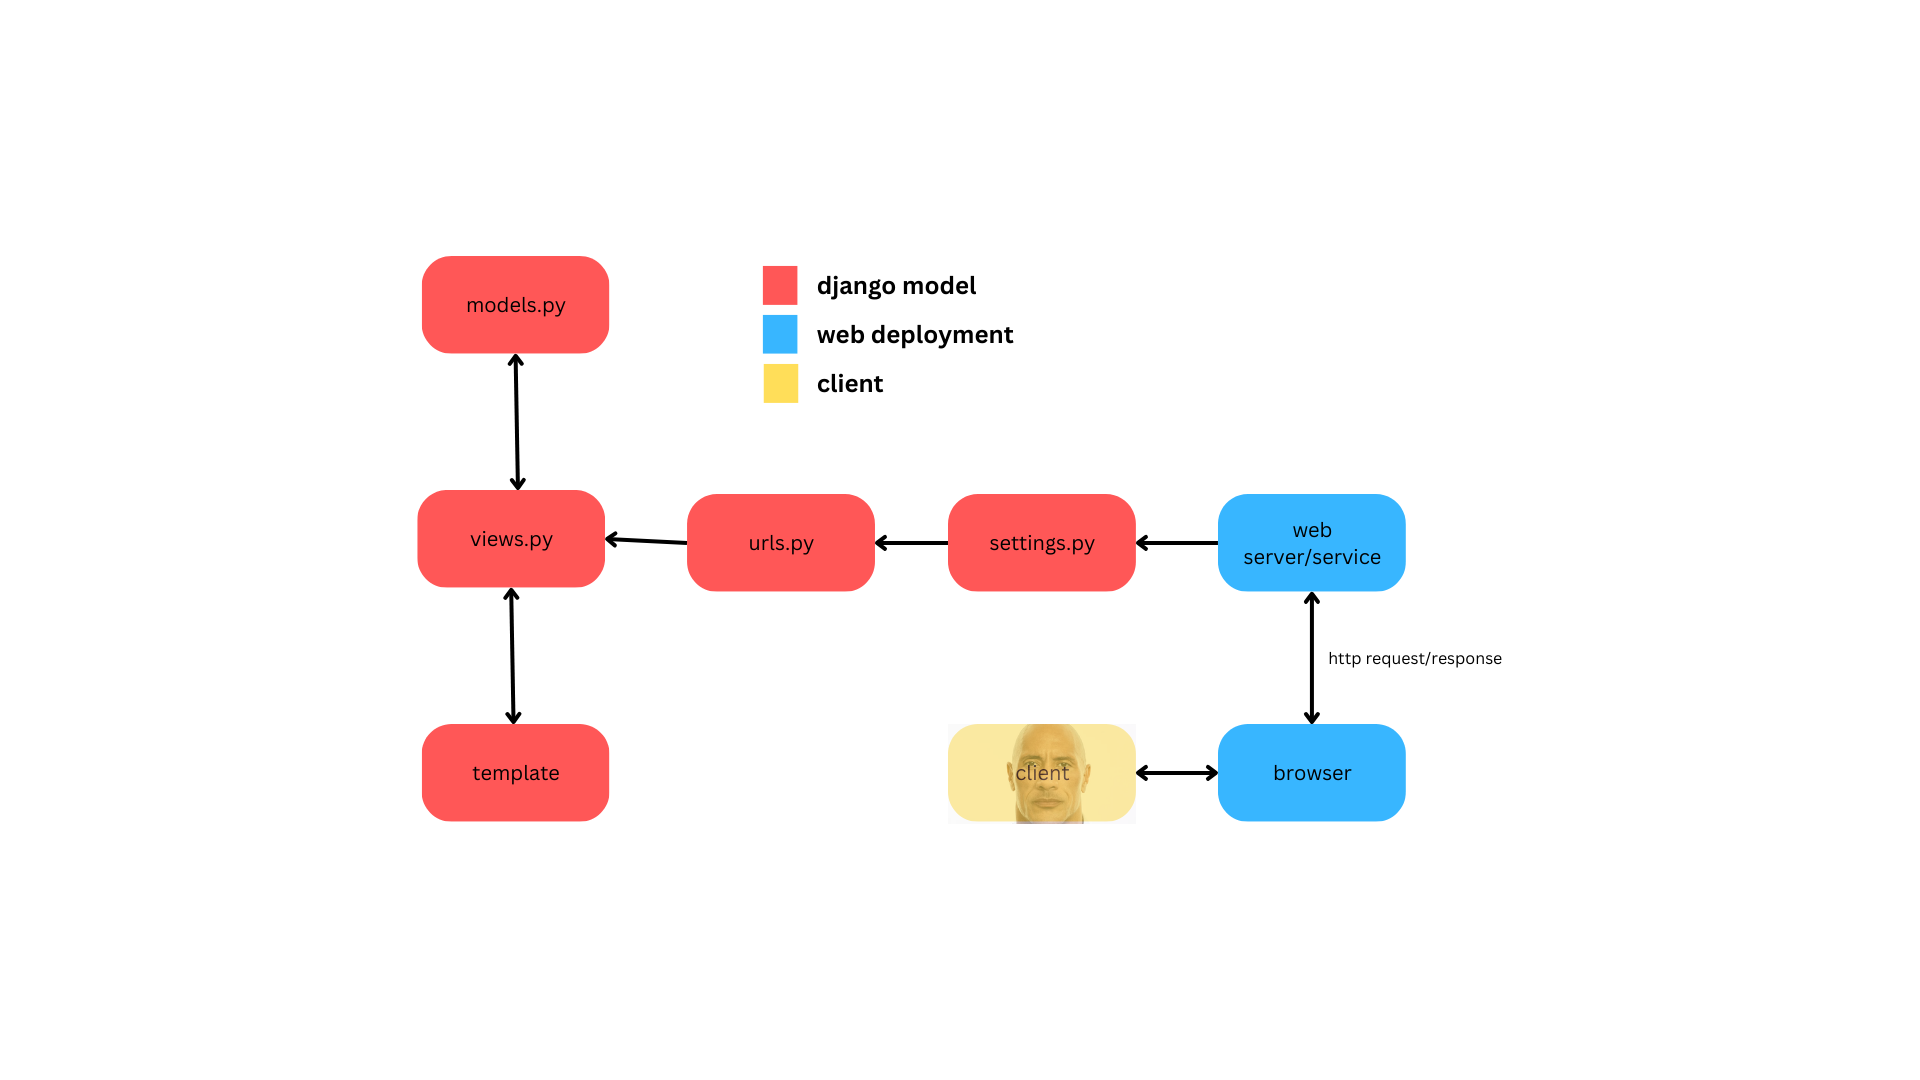 models.py
django model
web deployment
client
views.py
urls.py
settings.py
web
server/service
http request/response
template
client
browser